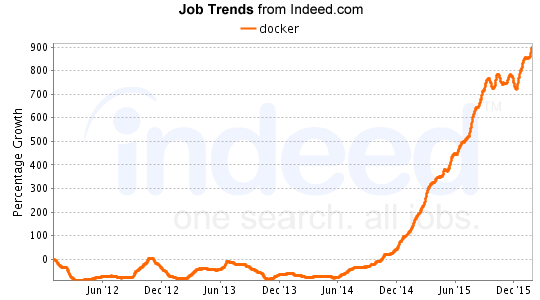 Job Trends from Indeed.com
docker
Percentage Growth
900
800
700
600
500
400
300
200
100
0
indeed™
one search. all jobs.
Jun '12 Dec '12 Jun '13 Dec '13 Jun '14 Dec '14 Jun '15 Dec '15